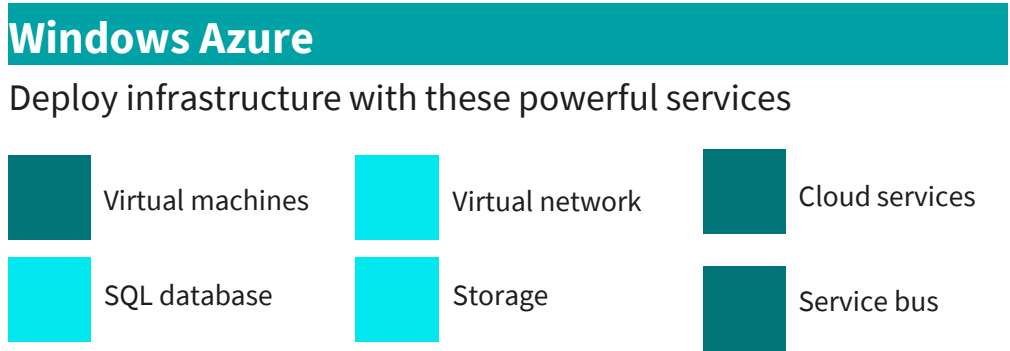 Windows Azure
Deploy infrastructure with these powerful services
Virtual machines
Virtual network
Cloud services
SQL database
Storage
Service bus